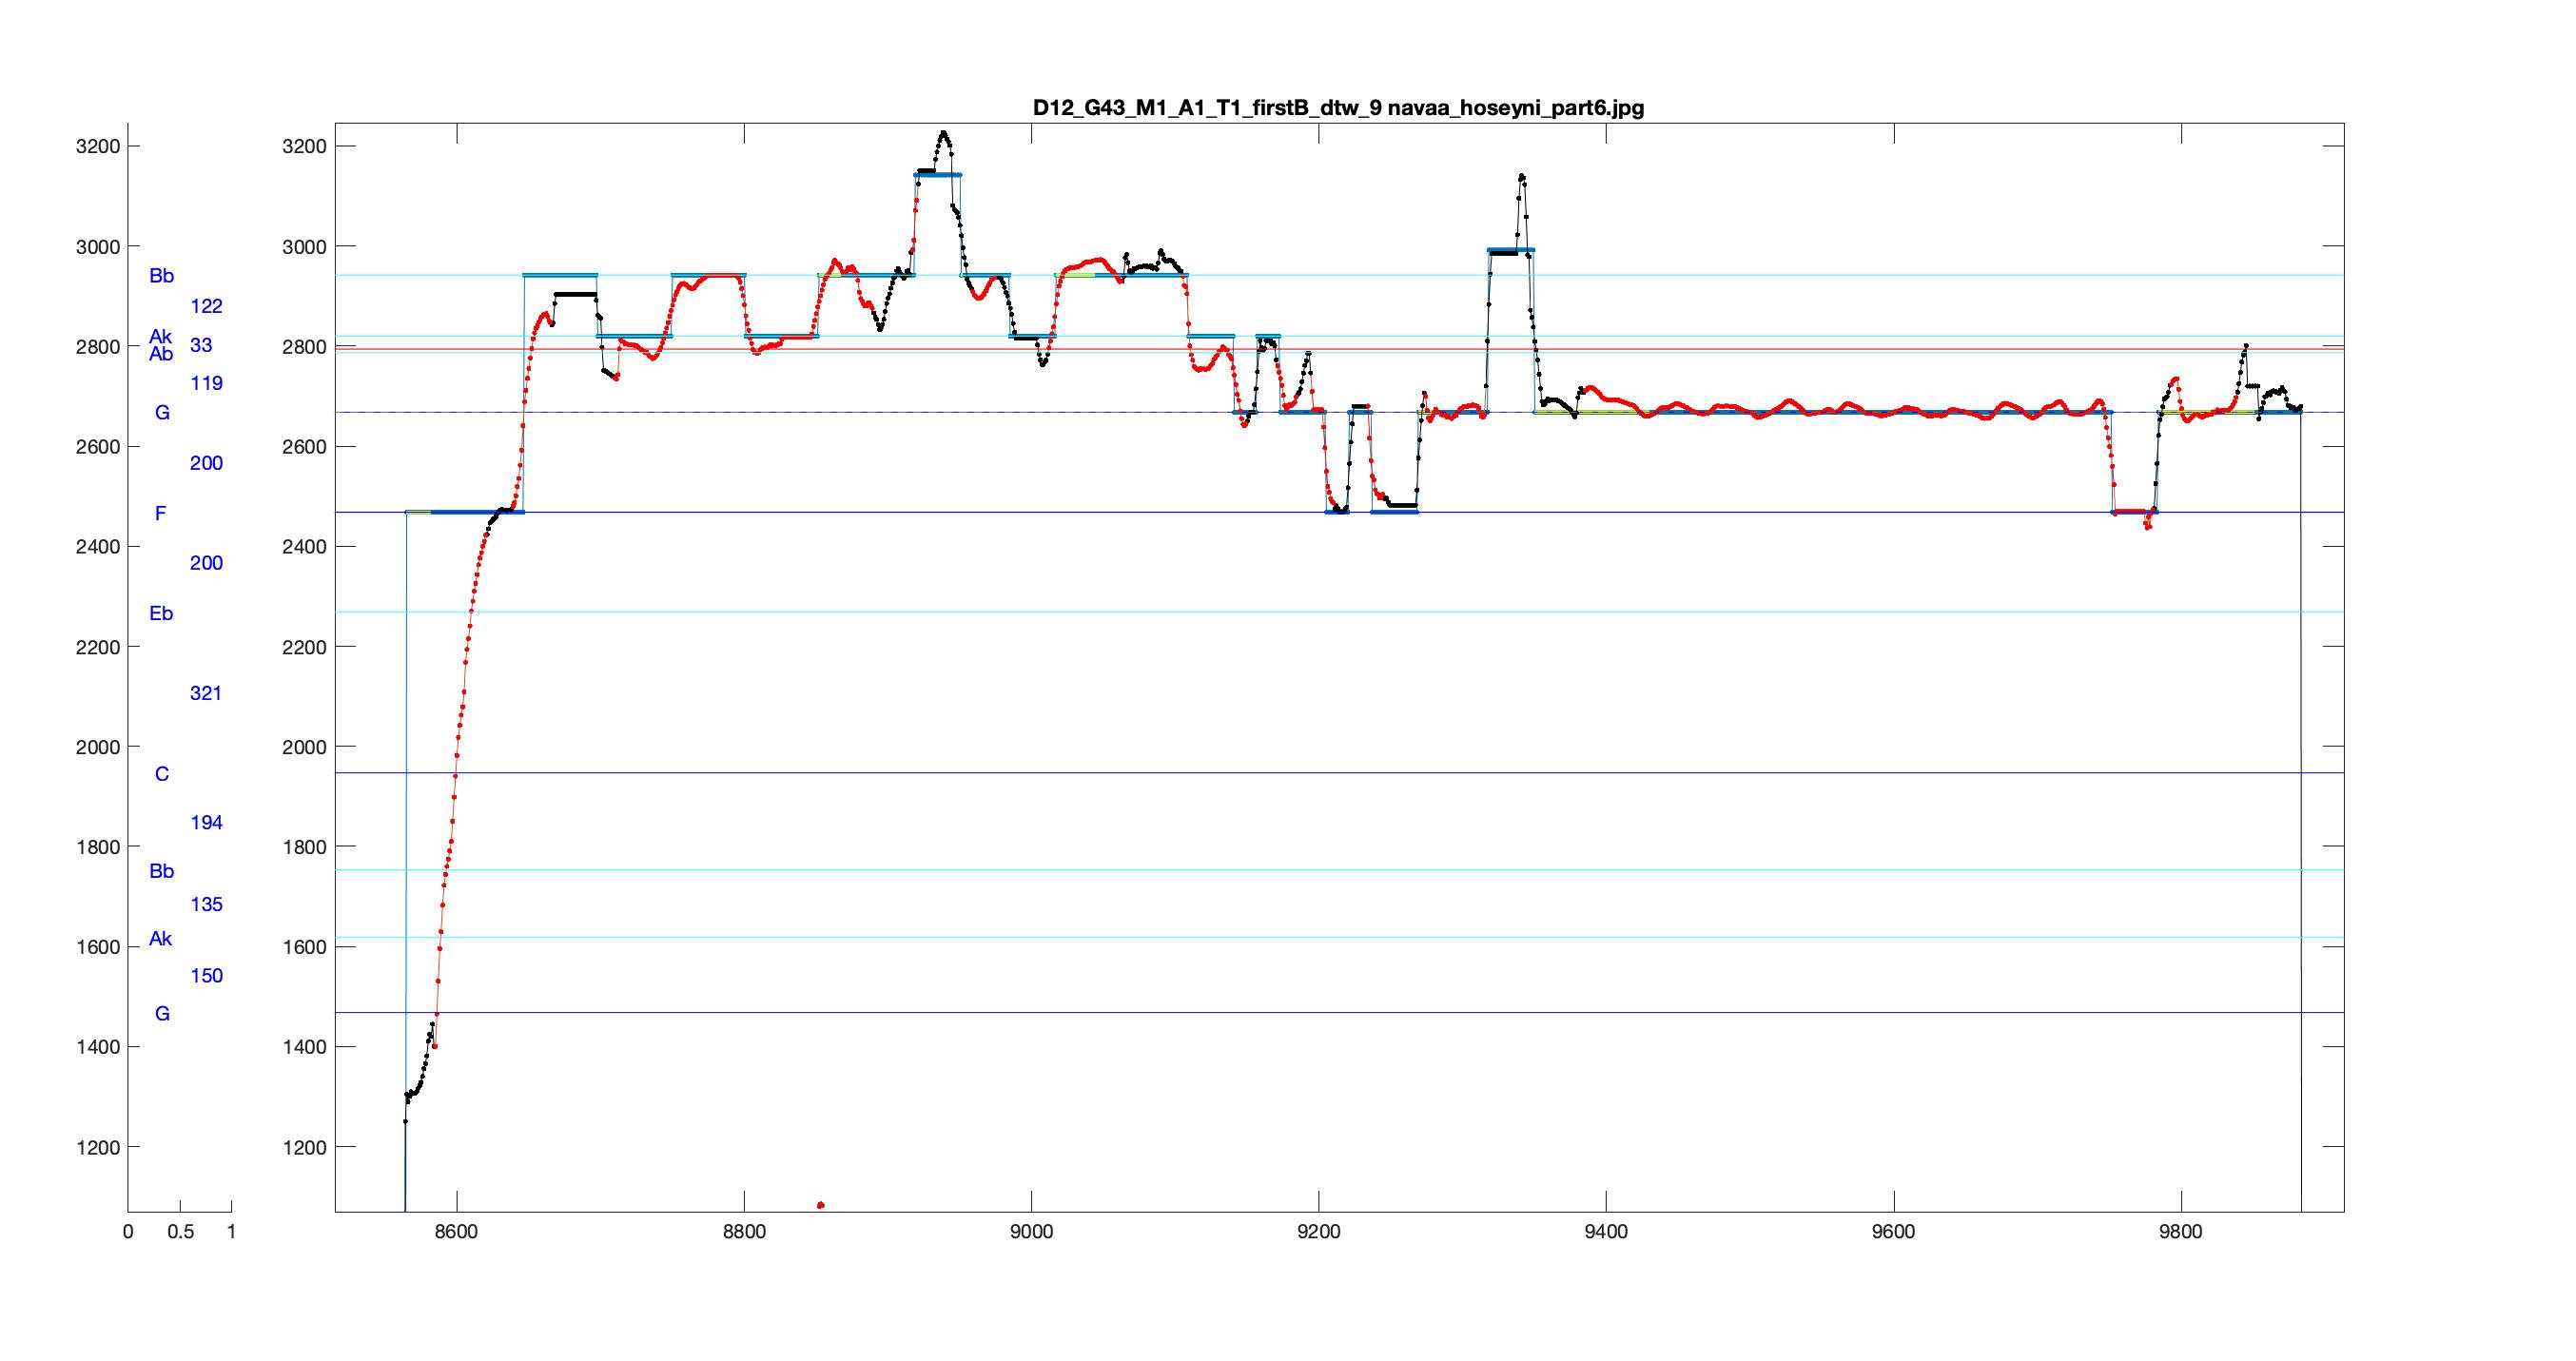 D12_G43_M1_A1_T1_firstB_dtw_9 navaa_hoseyni_part6.jpg
3200 3200
3000 3000
Bb
122
Ak
2800 33 2800
Ab
119
G
2600 2600
200
F
2400 2400
200
Eb
2200 2200
321
2000 2000
C
194
1800 1800
Bb
135
Ak
1600 1600
150
G
1400 1400
1200 1200
0 0.5 1 8600 8800 9000 9200 9400 9600 9800